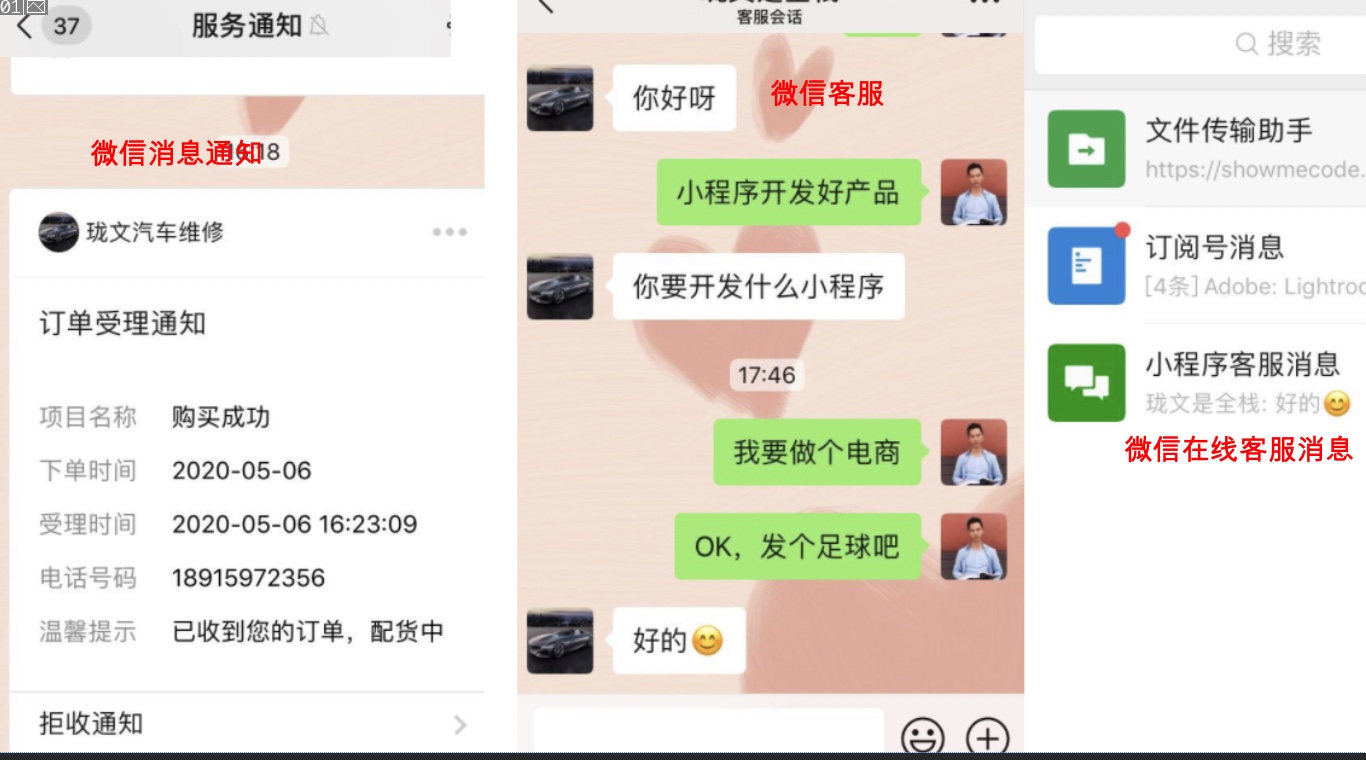 01
37
服务通知
微信消息通知
:18
珑文汽车维修
订单受理通知
项目名称 购买成功
下单时间 2020-05-06
受理时间 2020-05-06 16:23:09
电话号码 18915972356
温馨提示 已收到您的订单，配货中
拒收通知
客服会话
你好呀
微信客服
小程序开发好产品
你要开发什么小程序
17:46
我要做个电商
OK，发个足球吧
好的😊
搜索
文件传输助手
https://showmecode.
订阅号消息
[4条] Adobe: Lightroo
小程序客服消息
珑文是全栈: 好的😊
微信在线客服消息